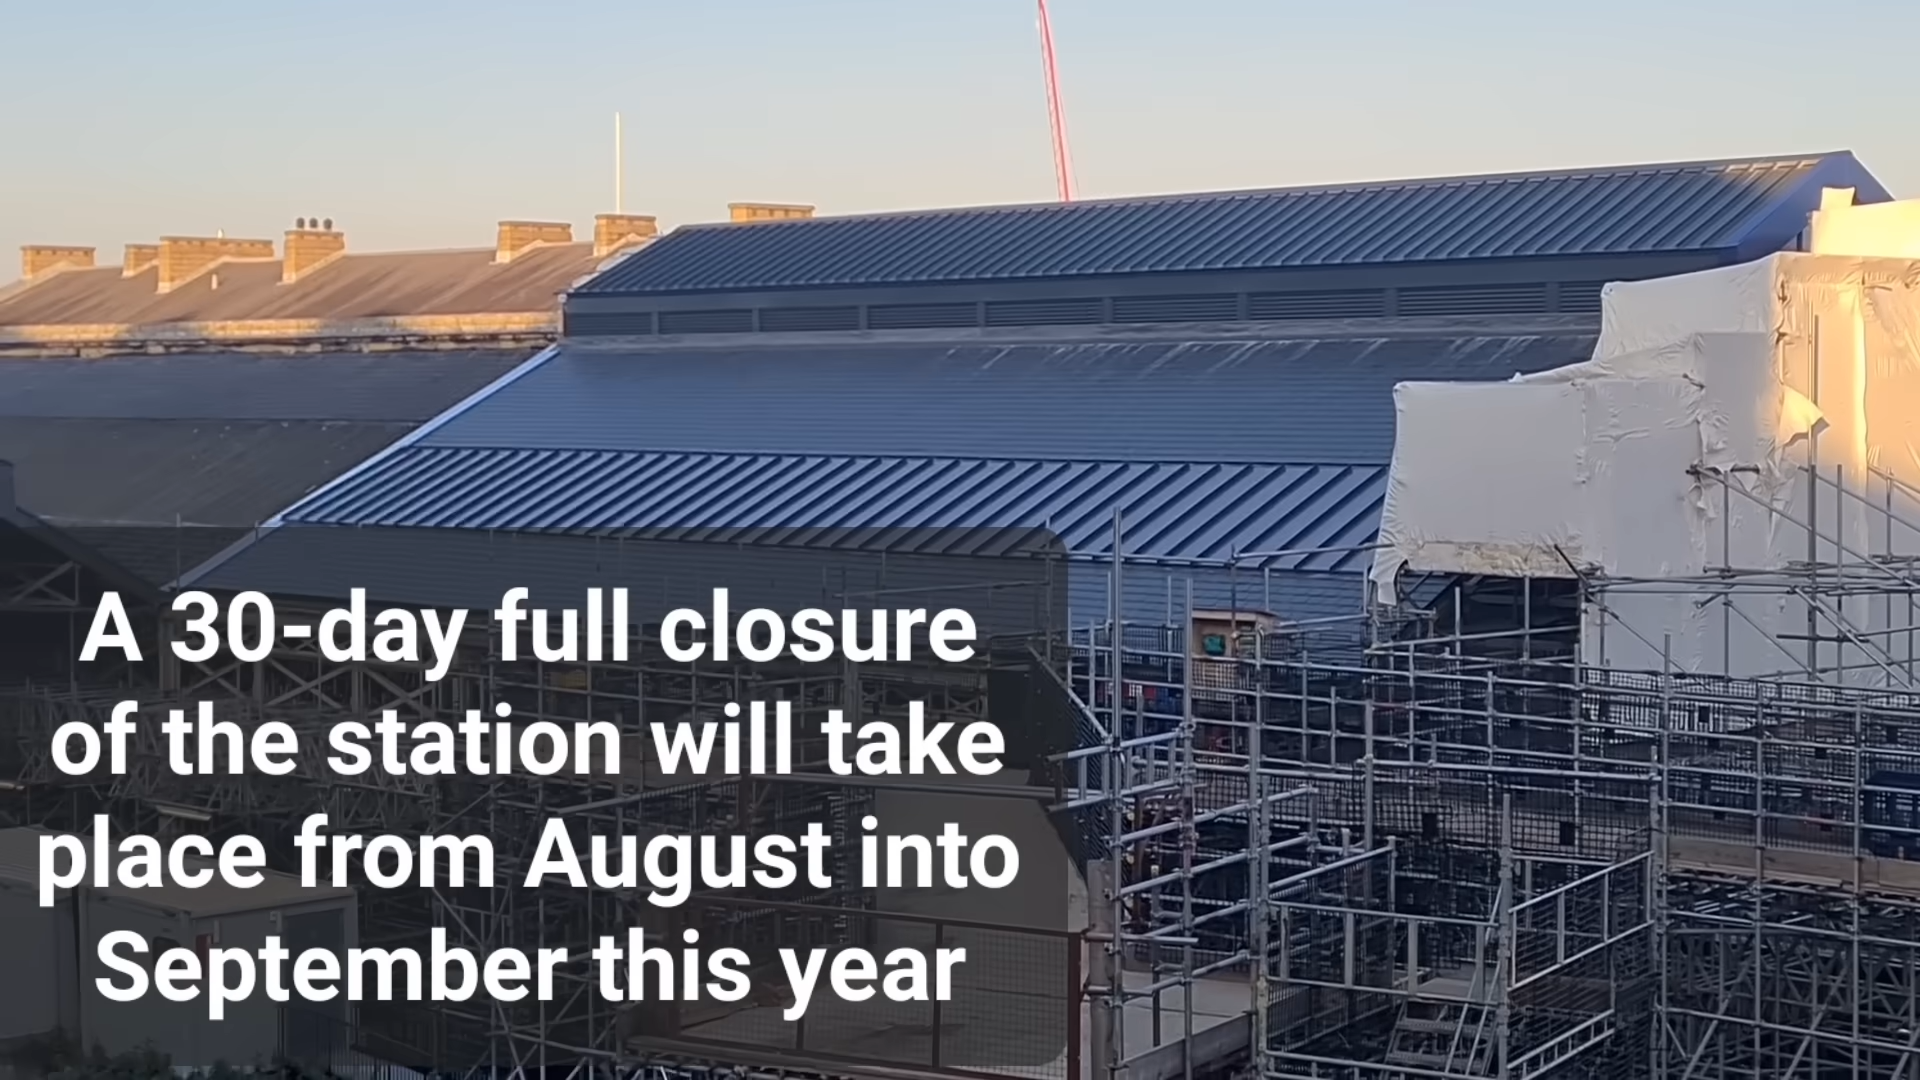 A 30-day full closure
of the station will take
place from August into
September this year